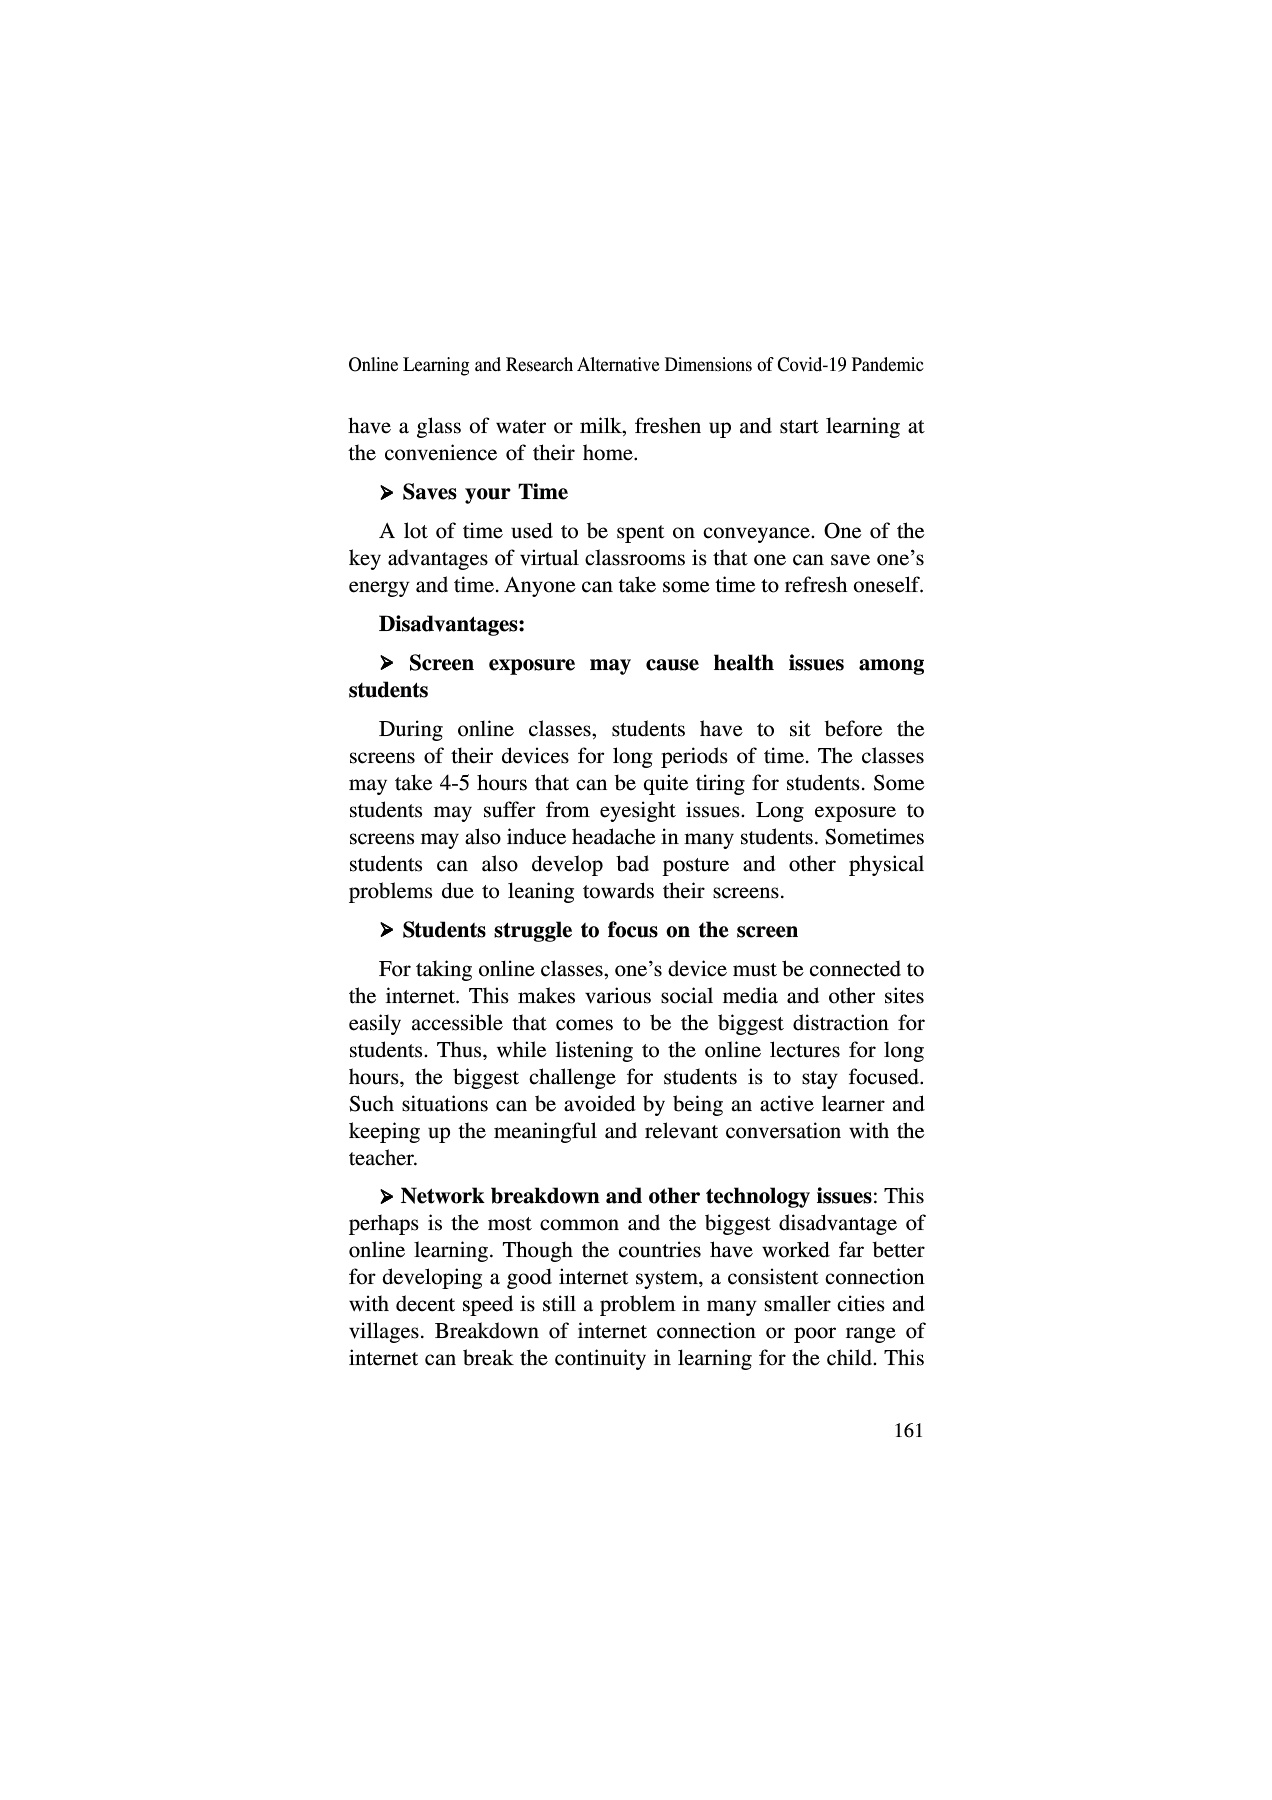 Online Learning and Research Alternative Dimensions of Covid-19 Pandemic
have a glass of water or milk, freshen up and start learning at
the convenience of their home.
➢ Saves your Time
A lot of time used to be spent on conveyance. One of the
key advantages of virtual classrooms is that one can save one’s
energy and time. Anyone can take some time to refresh oneself.
Disadvantages:
➢ Screen exposure may cause health issues among
students
During online classes, students have to sit before the
screens of their devices for long periods of time. The classes
may take 4-5 hours that can be quite tiring for students. Some
students may suffer from eyesight issues. Long exposure to
screens may also induce headache in many students. Sometimes
students can also develop bad posture and other physical
problems due to leaning towards their screens.
➢ Students struggle to focus on the screen
For taking online classes, one’s device must be connected to
the internet. This makes various social media and other sites
easily accessible that comes to be the biggest distraction for
students. Thus, while listening to the online lectures for long
hours, the biggest challenge for students is to stay focused.
Such situations can be avoided by being an active learner and
keeping up the meaningful and relevant conversation with the
teacher.
➢ Network breakdown and other technology issues: This
perhaps is the most common and the biggest disadvantage of
online learning. Though the countries have worked far better
for developing a good internet system, a consistent connection
with decent speed is still a problem in many smaller cities and
villages. Breakdown of internet connection or poor range of
internet can break the continuity in learning for the child. This
161